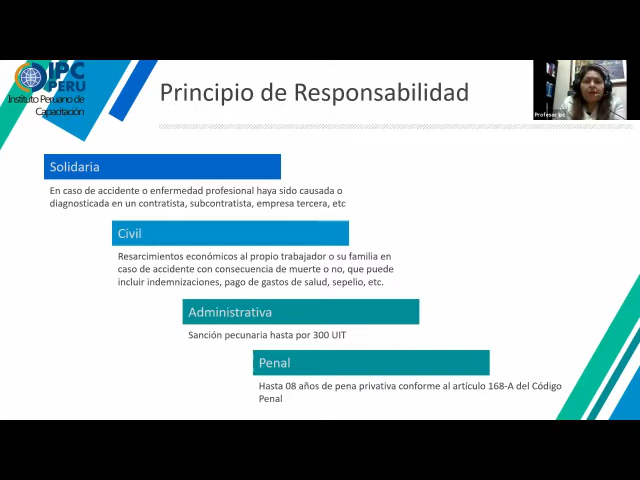 IPC
PERU
Instituto Peruano de
Capacitación
Principio de Responsabilidad
Profesor Ipc
Solidaria
En caso de accidente o enfermedad profesional haya sido causada o
diagnosticada en un contratista, subcontratista, empresa tercera, etc
Civil
Resarcimientos económicos al propio trabajador o su familia en
caso de accidente con consecuencia de muerte o no, que puede
incluir indemnizaciones, pago de gastos de salud, sepelio, etc.
Administrativa
Sanción pecunaria hasta por 300 UIT
Penal
Hasta 08 años de pena privativa conforme al artículo 168-A del Código
Penal